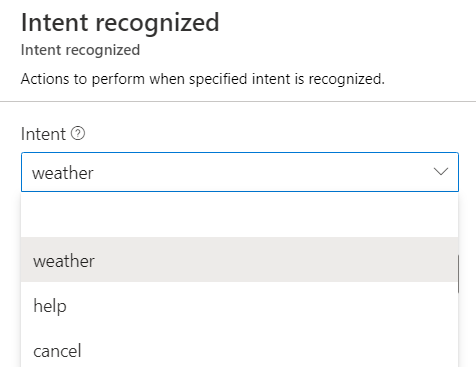 Intent recognized
Intent recognized
Actions to perform when specified intent is recognized.
Intent ?
weather
weather
help
cancel